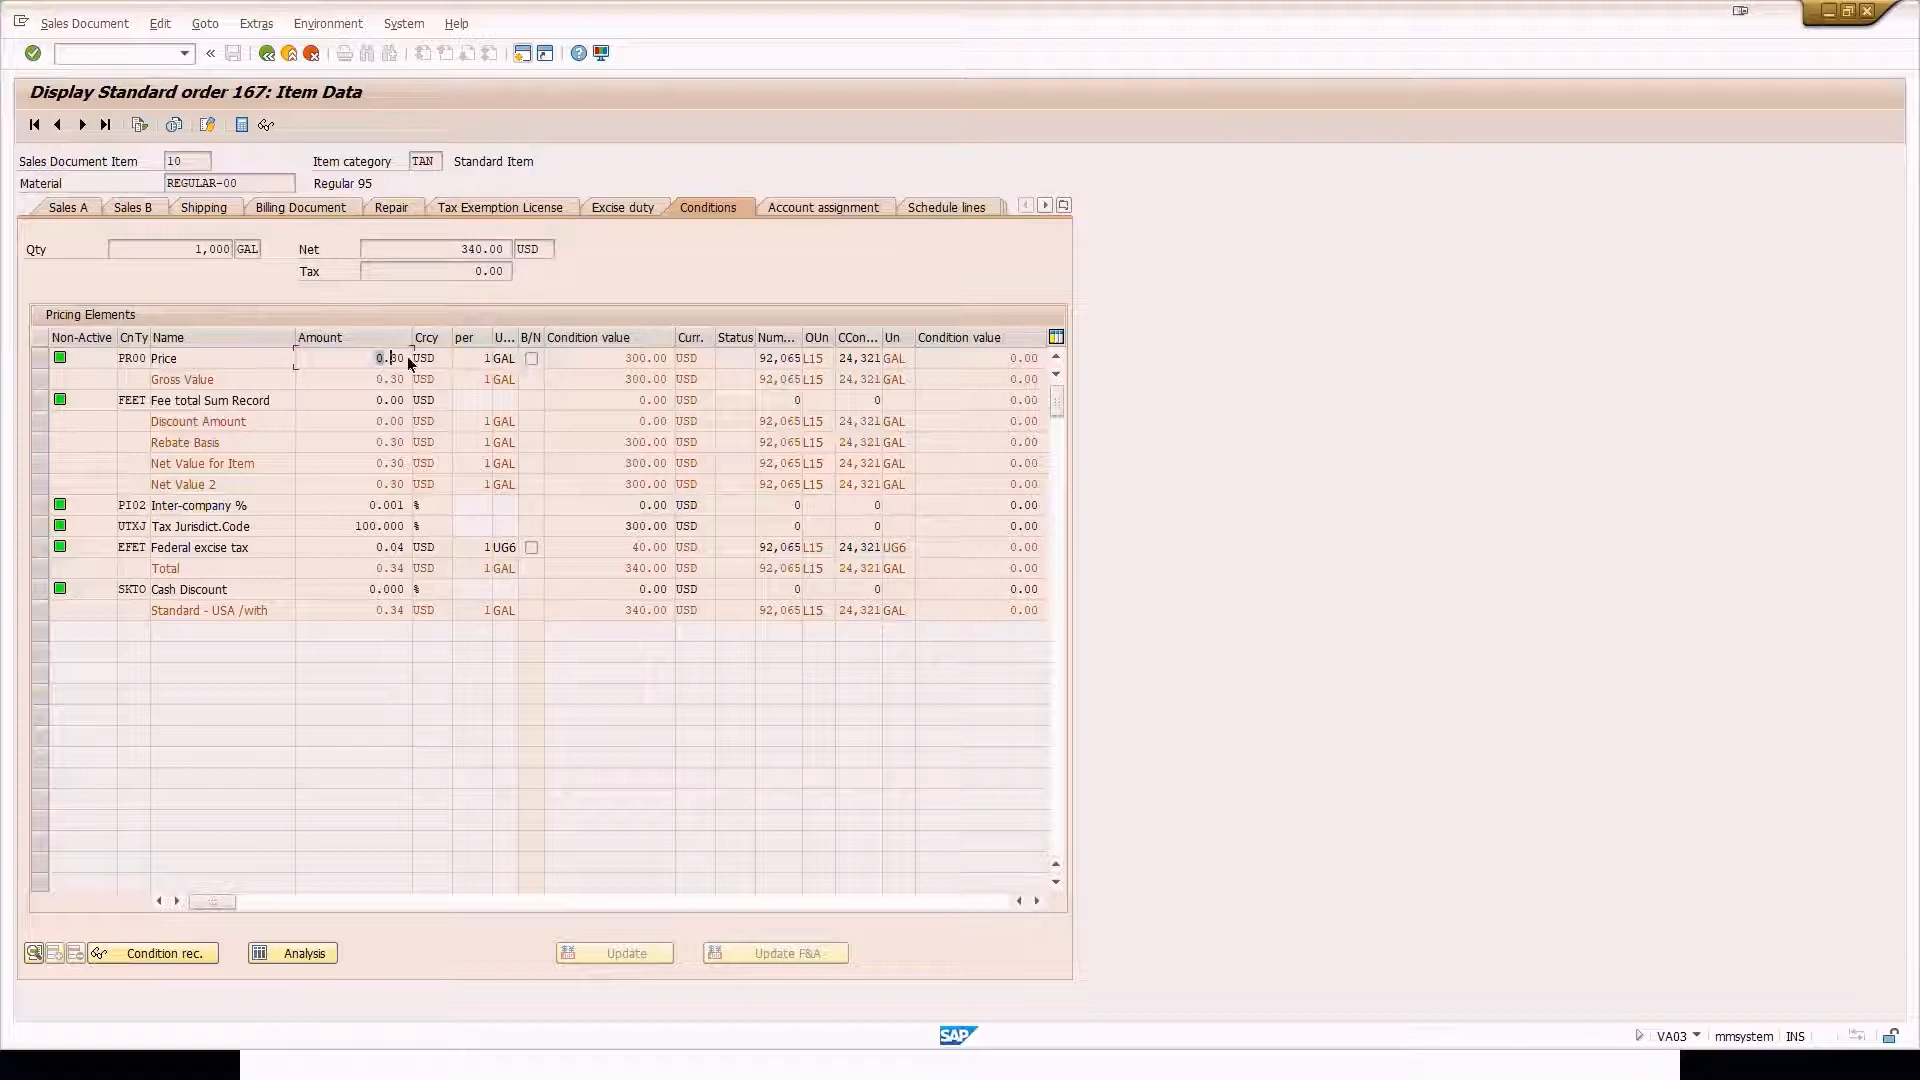 Sales Document Edit Goto Extras Environment System Help
Display Standard order 167: Item Data
Sales Document Item 10 Item category TAN Standard Item
Material REGULAR-00 Regular 95
Sales A Sales B Shipping Billing Document Repair Tax Exemption License Excise duty Conditions Account assignment Schedule lines
Qty 1,000 GAL Net 340.00 USD
Tax 0.00
Pricing Elements
Non-Active CnTy Name Amount Crcy per U... B/N Condition value Curr. Status Num... OUn CCon... Un Condition value
PR00 Price 0.30 USD 1 GAL 300.00 USD 92,065 L15 24,321 GAL 0.00
Gross Value 0.30 USD 1 GAL 300.00 USD 92,065 L15 24,321 GAL 0.00
FEET Fee total Sum Record 0.00 USD 0.00 USD 0 0 0.00
Discount Amount 0.00 USD 1 GAL 0.00 USD 92,065 L15 24,321 GAL 0.00
Rebate Basis 0.30 USD 1 GAL 300.00 USD 92,065 L15 24,321 GAL 0.00
Net Value for Item 0.30 USD 1 GAL 300.00 USD 92,065 L15 24,321 GAL 0.00
Net Value 2 0.30 USD 1 GAL 300.00 USD 92,065 L15 24,321 GAL 0.00
PI02 Inter-company % 0.001 % 0.00 USD 0 0 0.00
UTXJ Tax Jurisdict.Code 100.000 % 300.00 USD 0 0 0.00
EFET Federal excise tax 0.04 USD 1 UG6 40.00 USD 92,065 L15 24,321 UG6 0.00
Total 0.34 USD 1 GAL 340.00 USD 92,065 L15 24,321 GAL 0.00
SKTO Cash Discount 0.000 % 0.00 USD 0 0 0.00
Standard - USA /with 0.34 USD 1 GAL 340.00 USD 92,065 L15 24,321 GAL 0.00
Condition rec. Analysis Update Update F&A
SAP VA03 mmsystem INS